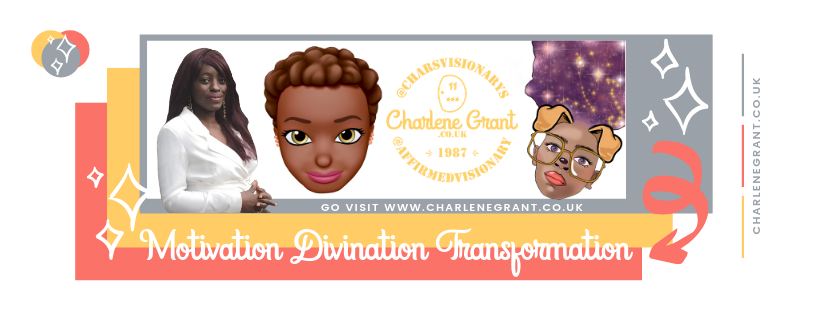 @CHARSVISIONARYS
Charlene Grant
.CO.UK
1987
@AFFIRMEDVISIONARY
GO VISIT WWW.CHARLENEGRANT.CO.UK
Motivation Divination Transformation
CHARLENEGRANT.CO.UK